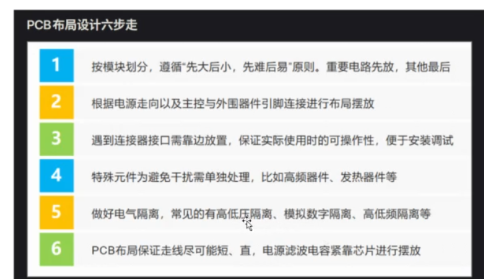 PCB布局设计六步走
1 按模块划分，遵循“先大后小，先难后易”原则。重要电路先放，其他最后
2 根据电源走向以及主控与外围器件引脚连接进行布局摆放
3 遇到连接器接口需靠边放置，保证实际使用时的可操作性，便于安装调试
4 特殊元件为避免干扰需单独处理，比如高频器件、发热器件等
5 做好电气隔离，常见的有高低压隔离、模拟数字隔离、高低频隔离等
6 PCB布局保证走线尽可能短、直，电源滤波电容紧靠芯片进行摆放